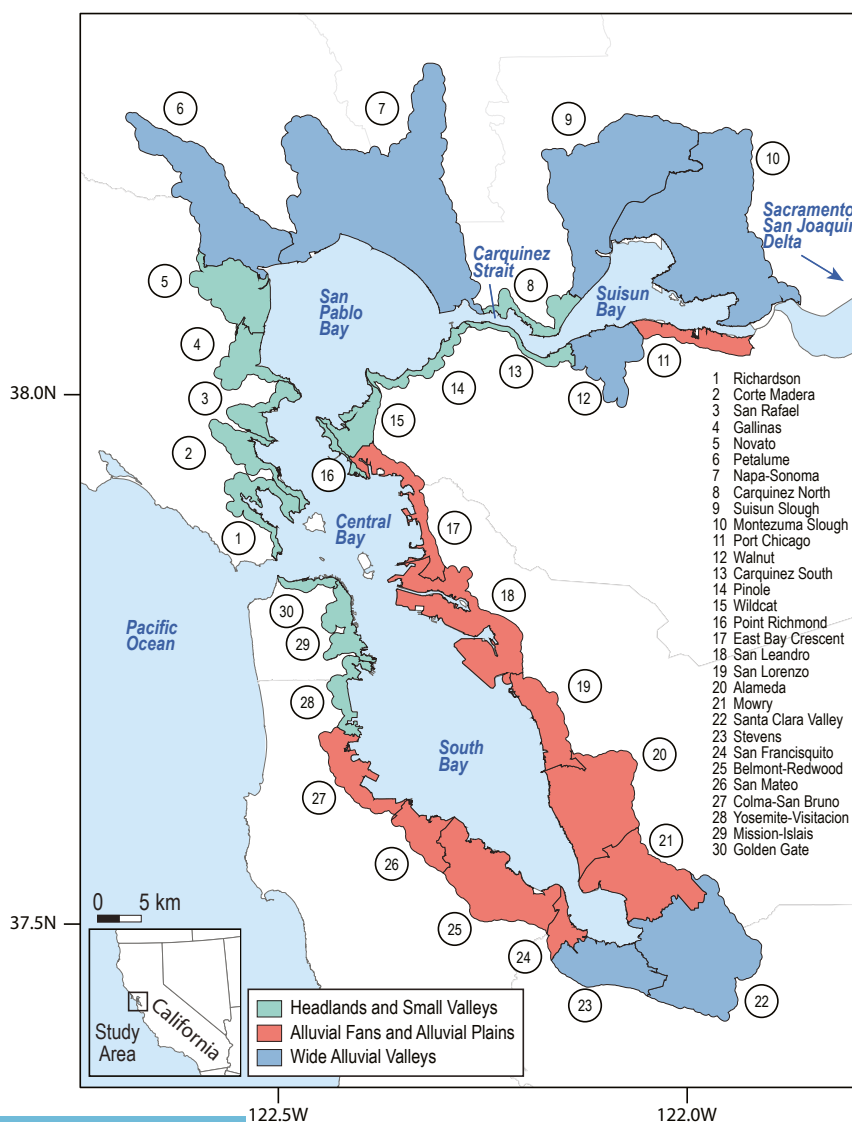 6
7
9
10
Sacramento
San Joaquin
Delta
Carquinez
Strait
5
8
San
Pablo
Bay
Suisun
Bay
4
38.0N
3
13
14
12
11
2
15
16
1
Central
Bay
17
1 Richardson
2 Corte Madera
3 San Rafael
4 Gallinas
5 Novato
6 Petalume
7 Napa-Sonoma
8 Carquinez North
9 Suisun Slough
10 Montezuma Slough
11 Port Chicago
12 Walnut
13 Carquinez South
14 Pinole
15 Wildcat
16 Point Richmond
17 East Bay Crescent
18 San Leandro
19 San Lorenzo
20 Alameda
21 Mowry
22 Santa Clara Valley
23 Stevens
24 San Francisquito
25 Belmont-Redwood
26 San Mateo
27 Colma-San Bruno
28 Yosemite-Visitacion
29 Mission-Islais
30 Golden Gate
30
18
Pacific
Ocean
29
28
19
South
Bay
20
27
21
26
0 5 km
37.5N
25
24
23
22
California
Study
Area
Headlands and Small Valleys
Alluvial Fans and Alluvial Plains
Wide Alluvial Valleys
122.5W
122.0W